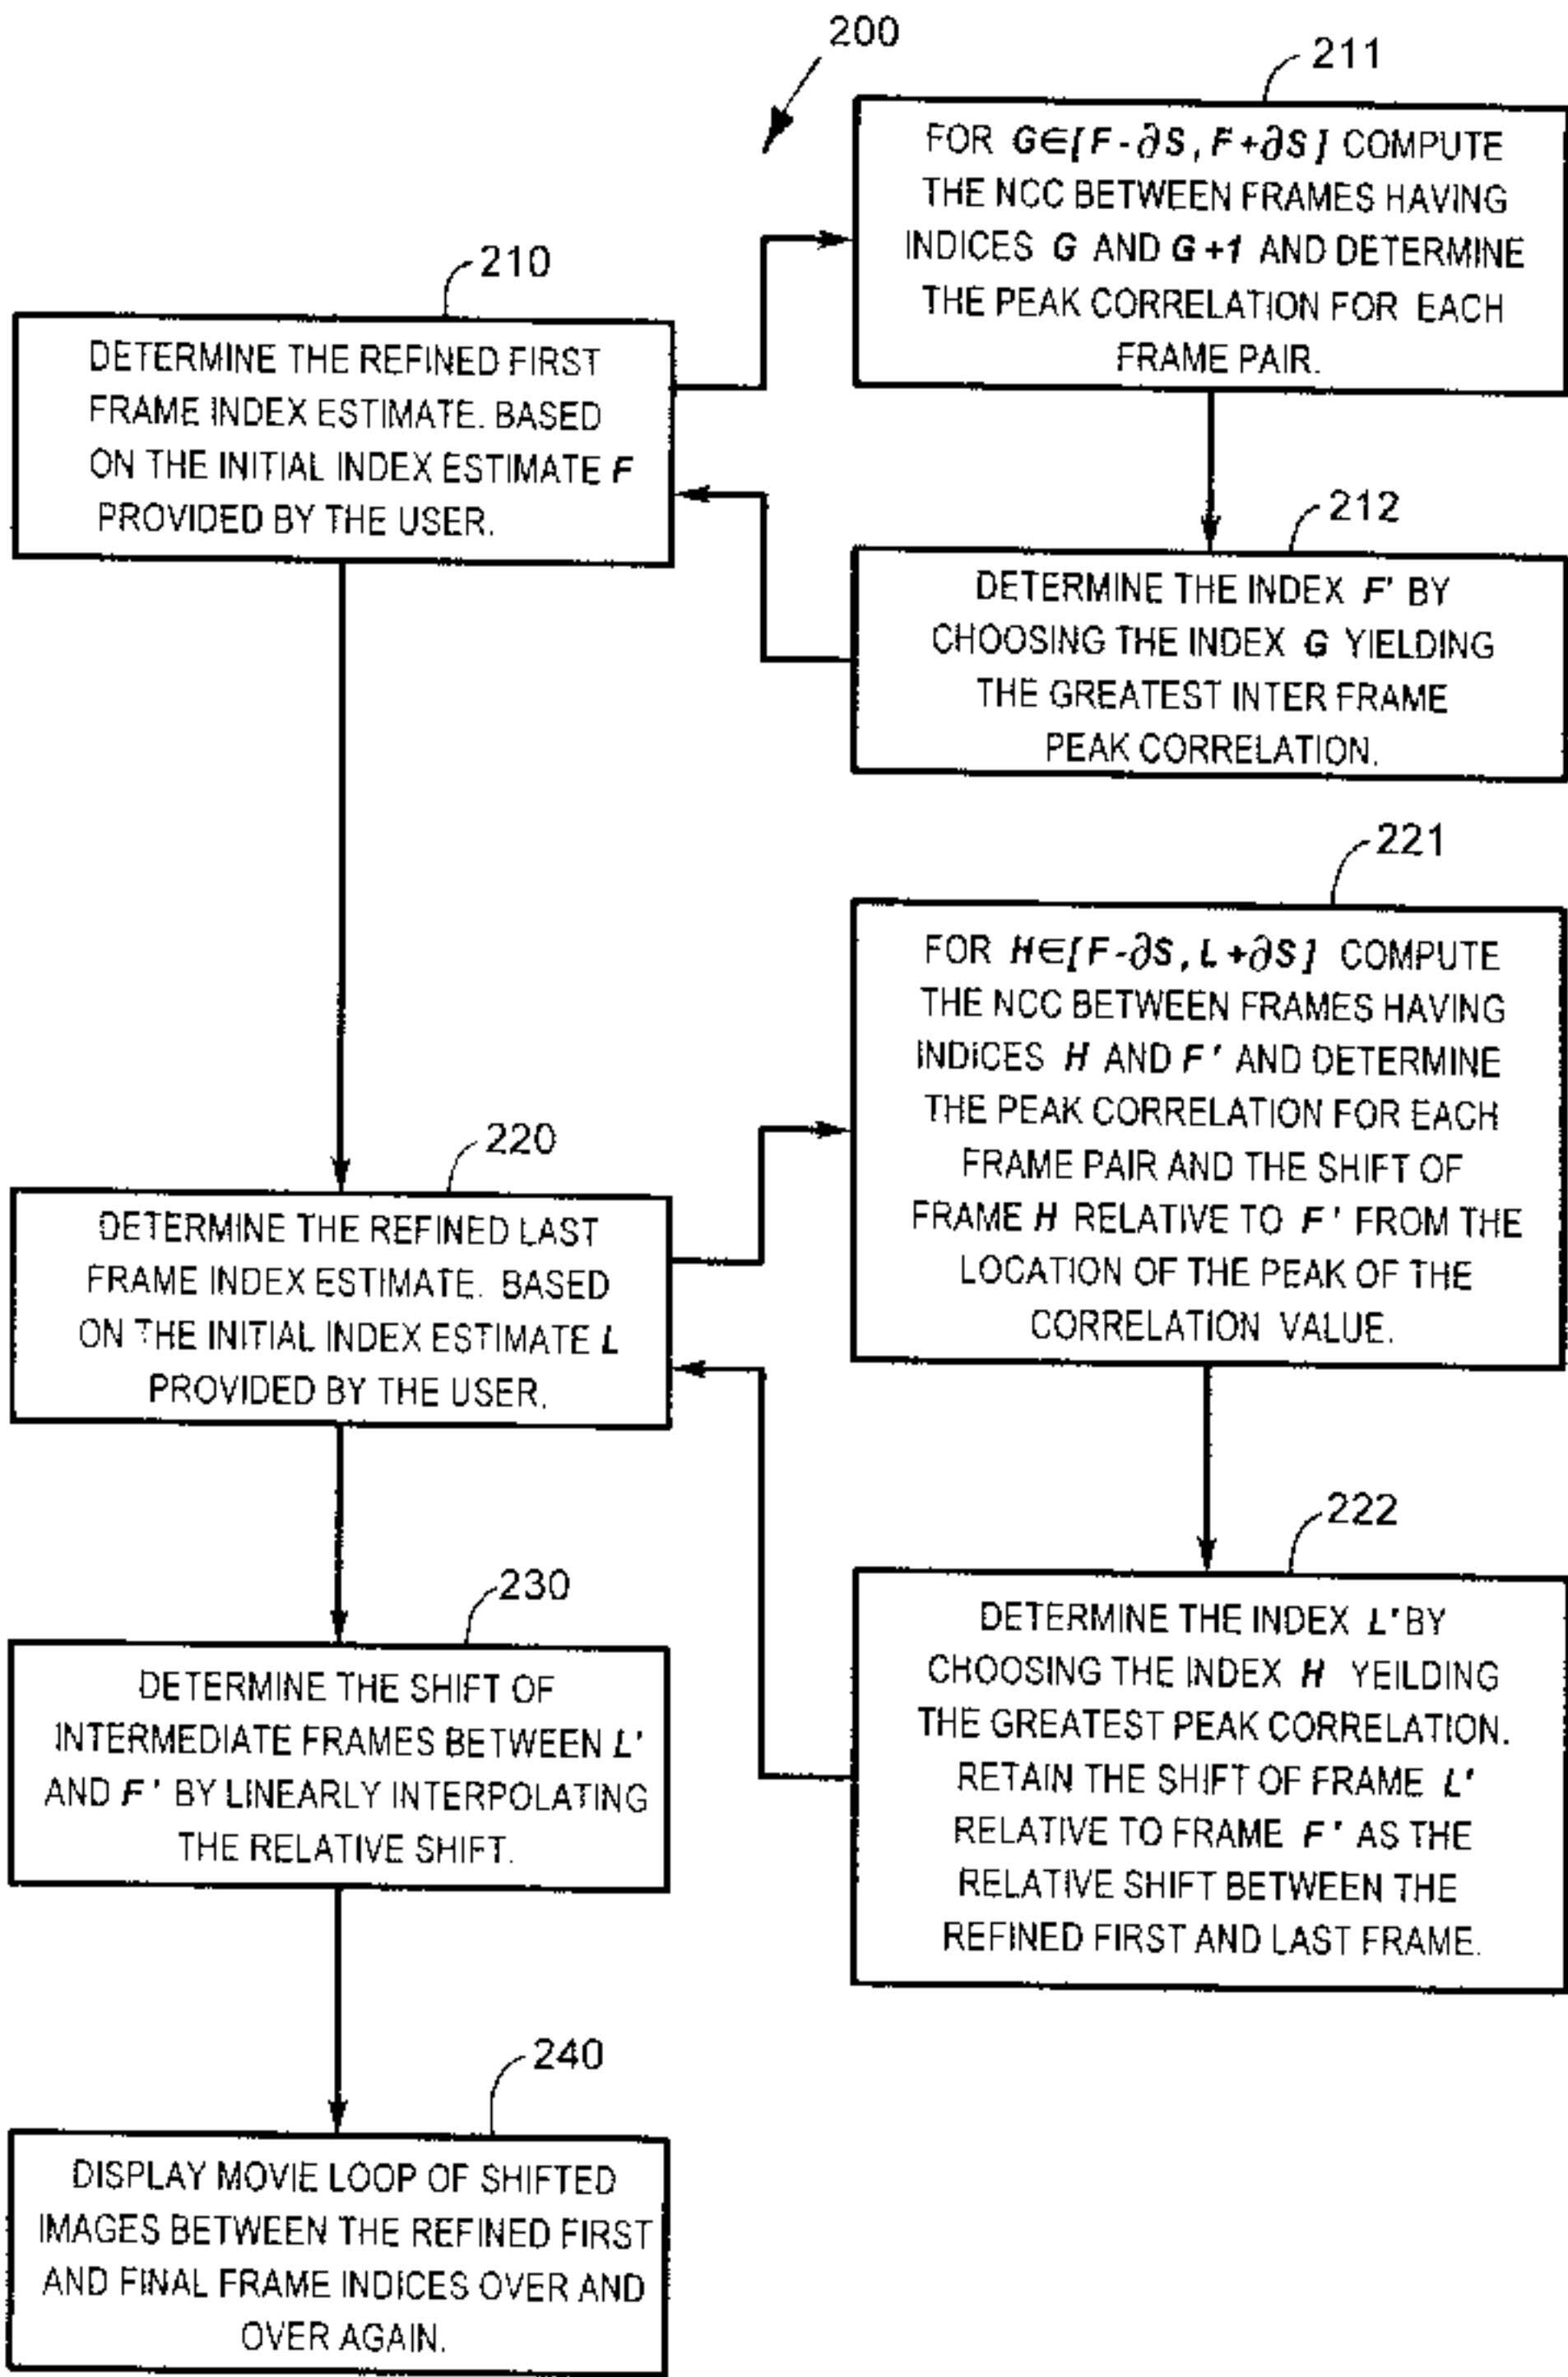 200
211
FOR G∈[F-∂S, F+∂S] COMPUTE
THE NCC BETWEEN FRAMES HAVING
INDICES G AND G+1 AND DETERMINE
THE PEAK CORRELATION FOR EACH
FRAME PAIR.
210
DETERMINE THE REFINED FIRST
FRAME INDEX ESTIMATE. BASED
ON THE INITIAL INDEX ESTIMATE F
PROVIDED BY THE USER.
212
DETERMINE THE INDEX F' BY
CHOOSING THE INDEX G YIELDING
THE GREATEST INTER FRAME
PEAK CORRELATION.
221
FOR H∈[F-∂S, L+∂S] COMPUTE
THE NCC BETWEEN FRAMES HAVING
INDICES H AND F' AND DETERMINE
THE PEAK CORRELATION FOR EACH
FRAME PAIR AND THE SHIFT OF
FRAME H RELATIVE TO F' FROM THE
LOCATION OF THE PEAK OF THE
CORRELATION VALUE.
220
DETERMINE THE REFINED LAST
FRAME INDEX ESTIMATE. BASED
ON THE INITIAL INDEX ESTIMATE L
PROVIDED BY THE USER.
222
DETERMINE THE INDEX L' BY
CHOOSING THE INDEX H YEILDING
THE GREATEST PEAK CORRELATION.
RETAIN THE SHIFT OF FRAME L'
RELATIVE TO FRAME F' AS THE
RELATIVE SHIFT BETWEEN THE
REFINED FIRST AND LAST FRAME.
230
DETERMINE THE SHIFT OF
INTERMEDIATE FRAMES BETWEEN L'
AND F' BY LINEARLY INTERPOLATING
THE RELATIVE SHIFT.
240
DISPLAY MOVIE LOOP OF SHIFTED
IMAGES BETWEEN THE REFINED FIRST
AND FINAL FRAME INDICES OVER AND
OVER AGAIN.